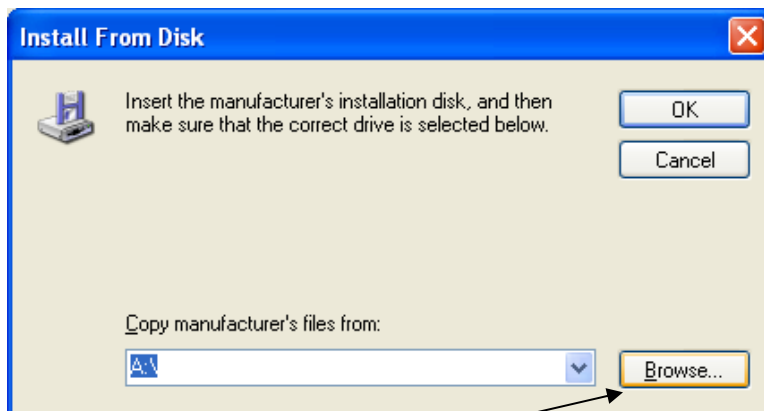 Install From Disk
Insert the manufacturer's installation disk, and then
make sure that the correct drive is selected below.
OK
Cancel
Copy manufacturer's files from:
A:\
Browse...